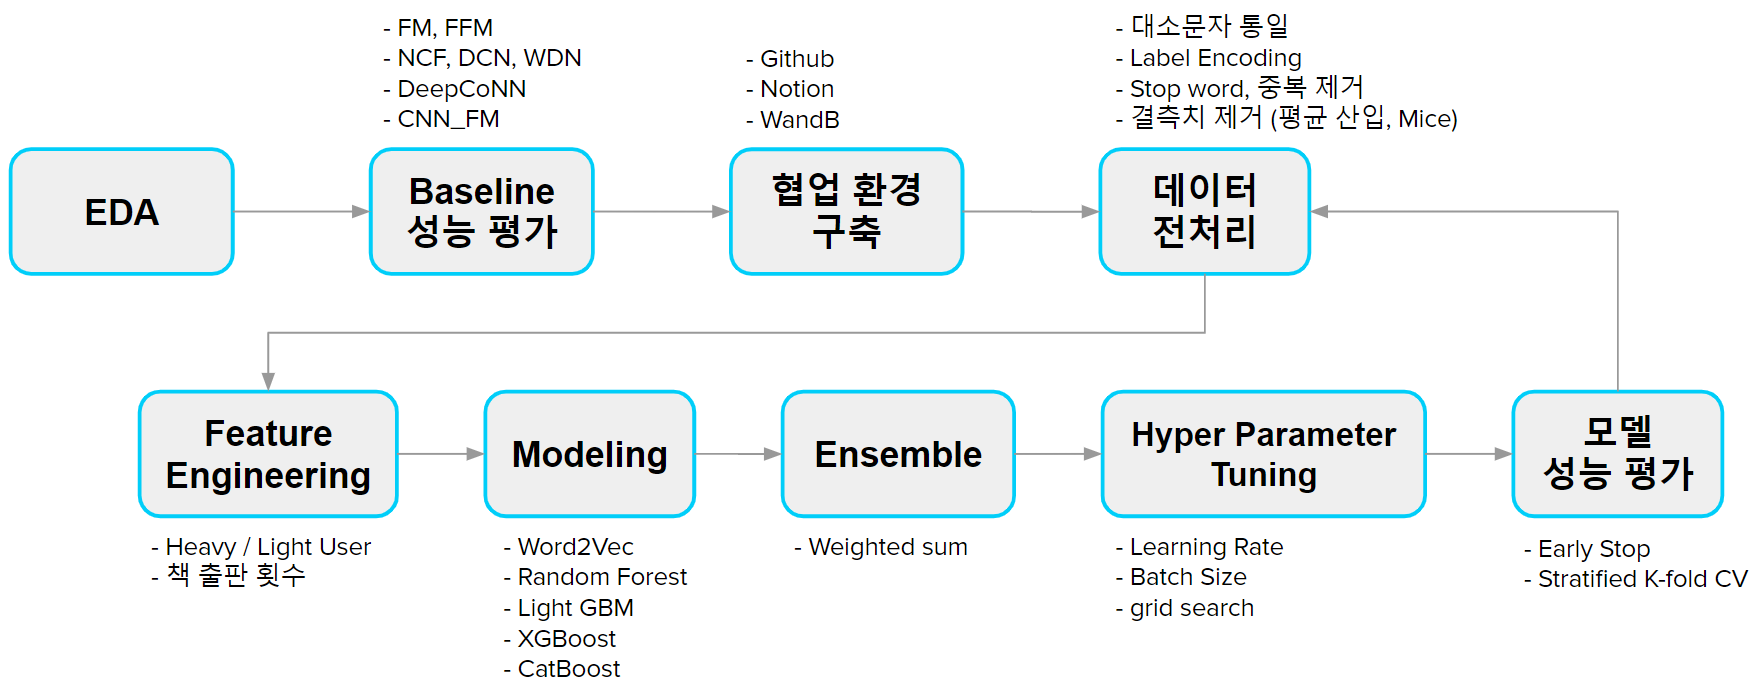 EDA
- FM, FFM
- NCF, DCN, WDN
- DeepCoNN
- CNN_FM
Baseline
성능 평가
- Github
- Notion
- WandB
협업 환경
구축
- 대소문자 통일
- Label Encoding
- Stop word, 중복 제거
- 결측치 제거 (평균 산입, Mice)
데이터
전처리
Feature
Engineering
- Heavy / Light User
- 책 출판 횟수
Modeling
- Word2Vec
- Random Forest
- Light GBM
- XGBoost
- CatBoost
Ensemble
- Weighted sum
Hyper Parameter
Tuning
- Learning Rate
- Batch Size
- grid search
모델
성능 평가
- Early Stop
- Stratified K-fold CV